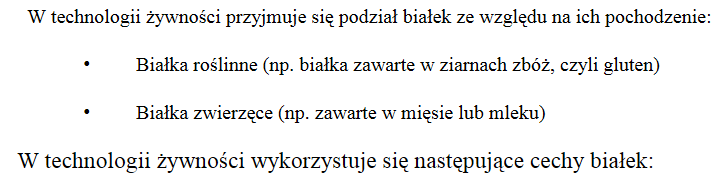 W technologii żywności przyjmuje się podział białek ze względu na ich pochodzenie:
• Białka roślinne (np. białka zawarte w ziarnach zbóż, czyli gluten)
• Białka zwierzęce (np. zawarte w mięsie lub mleku)
W technologii żywności wykorzystuje się następujące cechy białek: